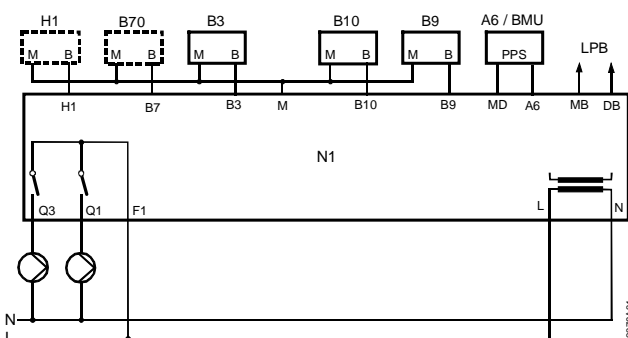 H1 B70 B3 B10 B9 A6 / BMU LPB
M B M B M B M B M B PPS
H1 B7 B3 M B10 B9 MD A6 MB DB
N1
Q3 Q1 F1 L N
N